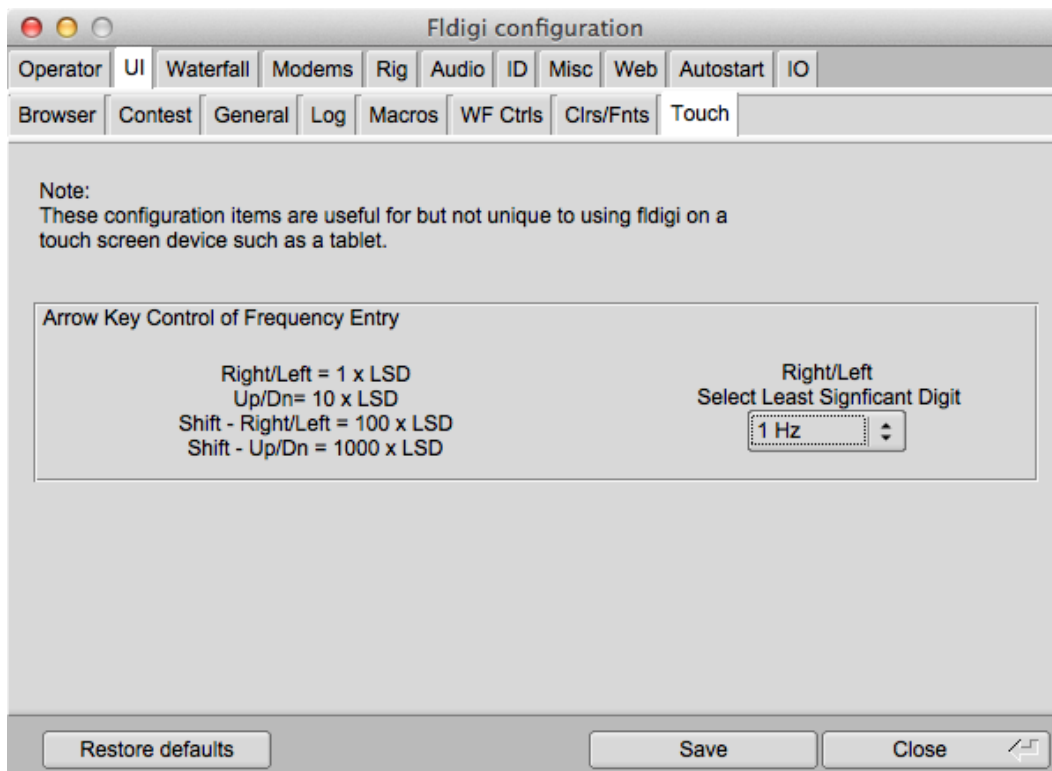 Fldigi configuration
Operator UI Waterfall Modems Rig Audio ID Misc Web Autostart IO
Browser Contest General Log Macros WF Ctrls Clrs/Fnts Touch
Note:
These configuration items are useful for but not unique to using fldigi on a
touch screen device such as a tablet.
Arrow Key Control of Frequency Entry
Right/Left = 1 x LSD
Up/Dn= 10 x LSD
Shift - Right/Left = 100 x LSD
Shift - Up/Dn = 1000 x LSD
Right/Left
Select Least Signficant Digit
1 Hz
Restore defaults Save Close